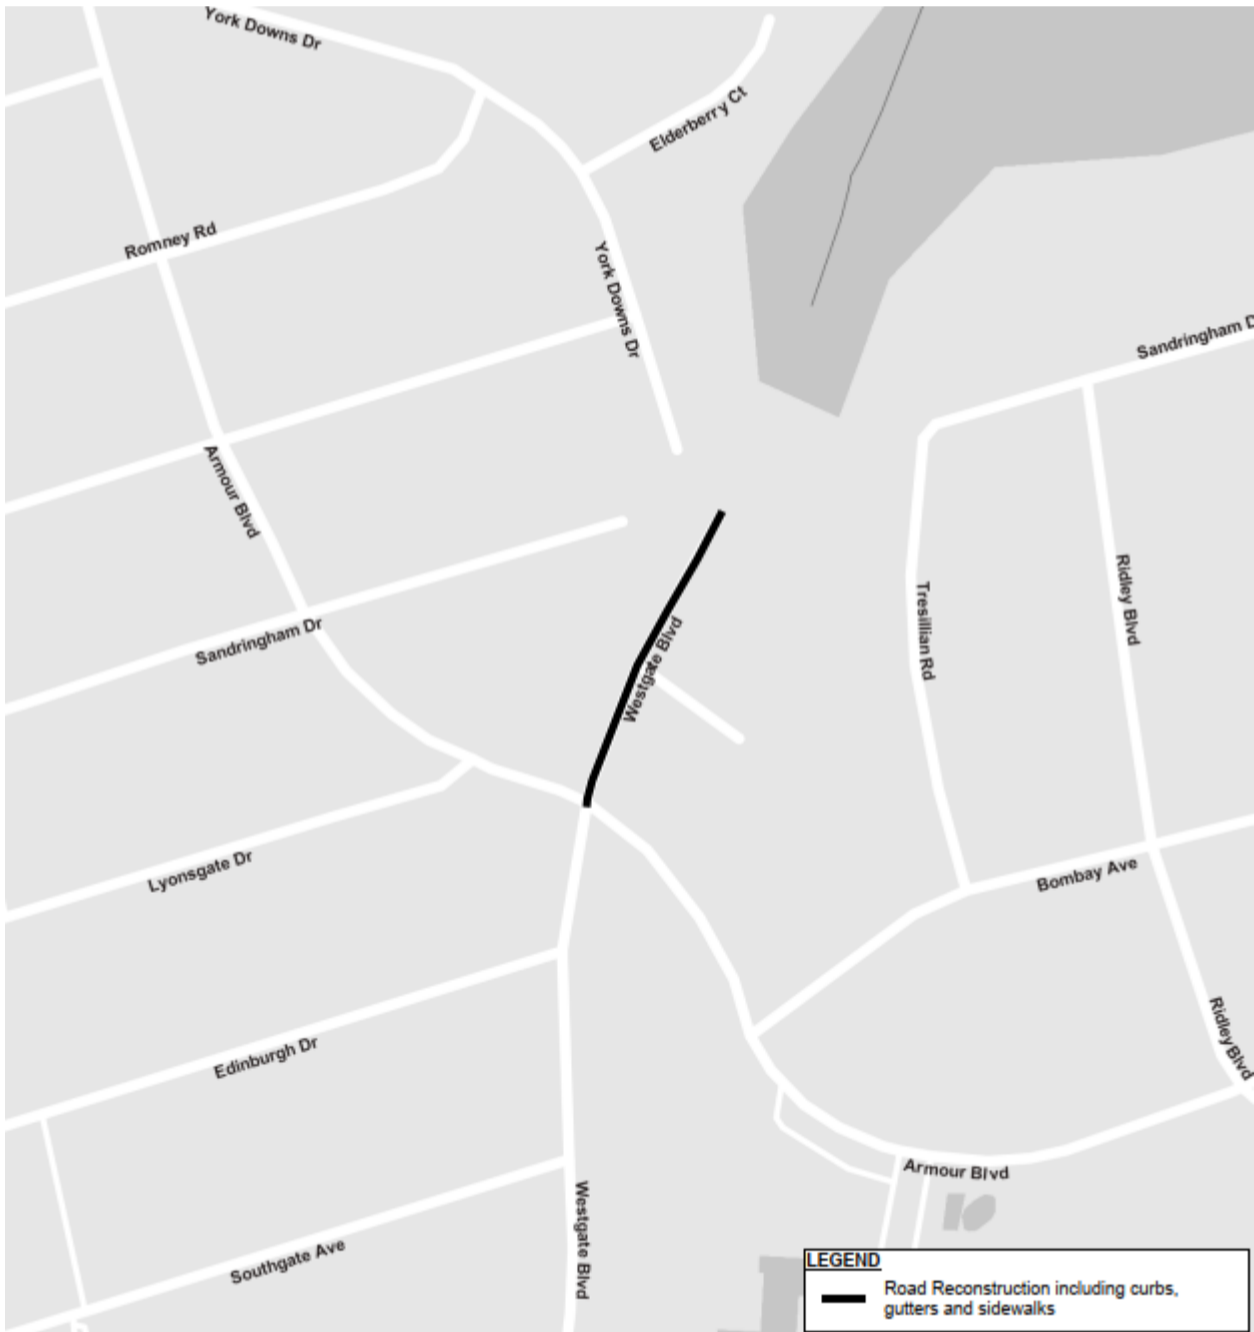 York Downs Dr
Elderberry Ct
Romney Rd
York Downs Dr
Sandringham D
Armour Blvd
Ridley Blvd
Tresillian Rd
Sandringham Dr
Westgate Blvd
Lyonsgate Dr
Bombay Ave
Ridley Blvd
Edinburgh Dr
Armour Blvd
Westgate Blvd
Southgate Ave
LEGEND
Road Reconstruction including curbs,
gutters and sidewalks